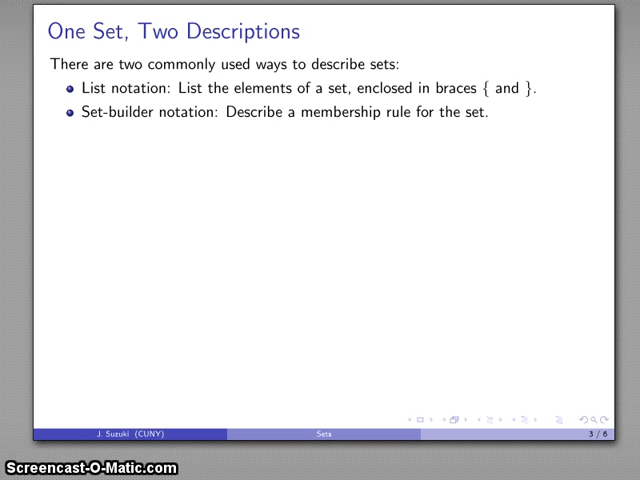 One Set, Two Descriptions
There are two commonly used ways to describe sets:
List notation: List the elements of a set, enclosed in braces { and }.
Set-builder notation: Describe a membership rule for the set.
J. Suzuki (CUNY)
Sets
3 / 6
Screencast-O-Matic.com